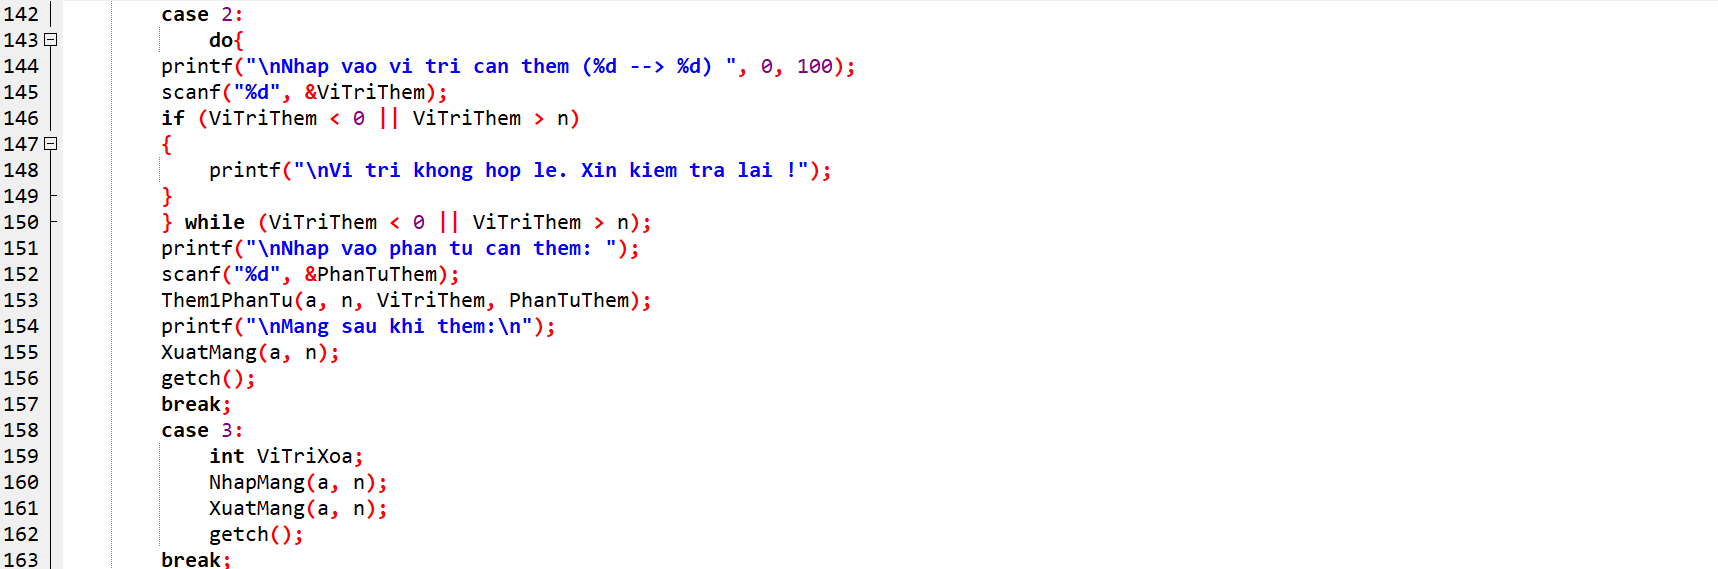 142 case 2:
143 do{
144 printf("\nNhap vao vi tri can them (%d --> %d) ", 0, 100);
145 scanf("%d", &ViTriThem);
146 if (ViTriThem < 0 || ViTriThem > n)
147 {
148 printf("\nVi tri khong hop le. Xin kiem tra lai !");
149 }
150 } while (ViTriThem < 0 || ViTriThem > n);
151 printf("\nNhap vao phan tu can them: ");
152 scanf("%d", &PhanTuThem);
153 Them1PhanTu(a, n, ViTriThem, PhanTuThem);
154 printf("\nMang sau khi them:\n");
155 XuatMang(a, n);
156 getch();
157 break;
158 case 3:
159 int ViTriXoa;
160 NhapMang(a, n);
161 XuatMang(a, n);
162 getch();
163 break;